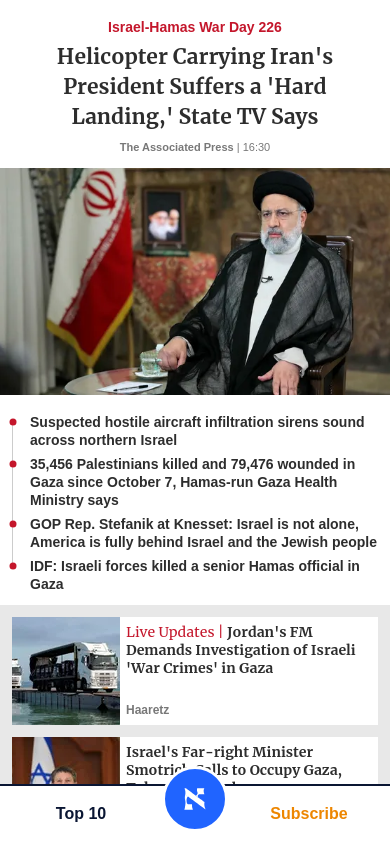 Israel-Hamas War Day 226
Helicopter Carrying Iran's
President Suffers a 'Hard
Landing,' State TV Says
The Associated Press | 16:30
Suspected hostile aircraft infiltration sirens sound
across northern Israel
35,456 Palestinians killed and 79,476 wounded in
Gaza since October 7, Hamas-run Gaza Health
Ministry says
GOP Rep. Stefanik at Knesset: Israel is not alone,
America is fully behind Israel and the Jewish people
IDF: Israeli forces killed a senior Hamas official in
Gaza
Live Updates | Jordan's FM
Demands Investigation of Israeli
'War Crimes' in Gaza
Haaretz
Israel's Far-right Minister
Smotrich Calls to Occupy Gaza,
Top 10
Subscribe